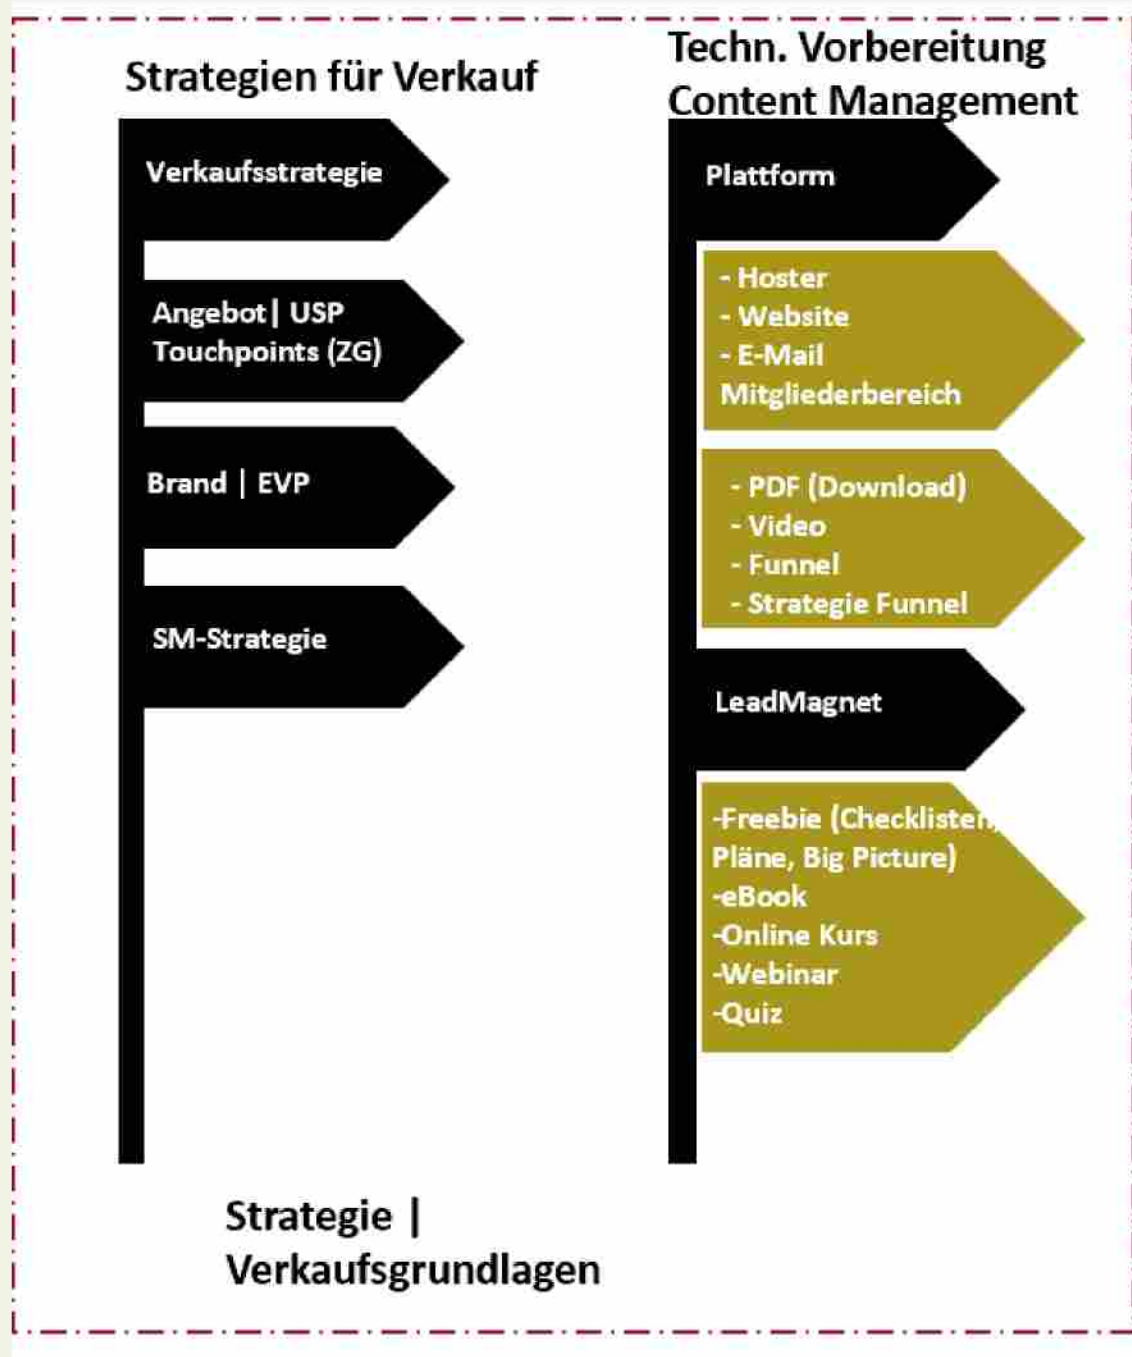 Strategien für Verkauf
Verkaufsstrategie
Angebot| USP
Touchpoints (ZG)
Brand | EVP
SM-Strategie
Techn. Vorbereitung
Content Management
Plattform
- Hoster
- Website
- E-Mail
Mitgliederbereich
- PDF (Download)
- Video
- Funnel
- Strategie Funnel
LeadMagnet
-Freebie (Checklisten,
Pläne, Big Picture)
-eBook
-Online Kurs
-Webinar
-Quiz
Strategie |
Verkaufsgrundlagen